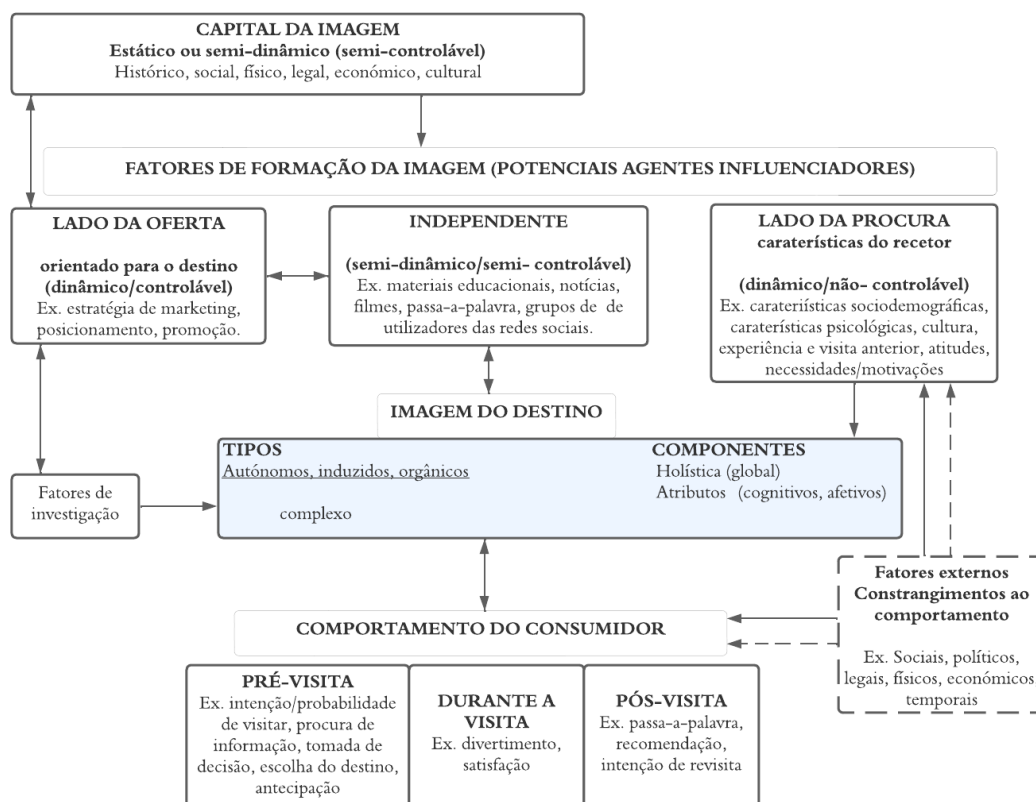 CAPITAL DA IMAGEM
Estático ou semi-dinâmico (semi-controlável)
Histórico, social, físico, legal, económico, cultural
FATORES DE FORMAÇÃO DA IMAGEM (POTENCIAIS AGENTES INFLUENCIADORES)
LADO DA OFERTA
orientado para o destino
(dinâmico/controlável)
Ex. estratégia de marketing,
posicionamento, promoção.
INDEPENDENTE
(semi-dinâmico/semi- controlável)
Ex. materiais educacionais, notícias,
filmes, passa-a-palavra, grupos de de
utilizadores das redes sociais.
LADO DA PROCURA
caraterísticas do recetor
(dinâmico/não- controlável)
Ex. caraterísticas sociodemográficas,
caraterísticas psicológicas, cultura,
experiência e visita anterior, atitudes,
necessidades/motivações
IMAGEM DO DESTINO
TIPOS
Autónomos, induzidos, orgânicos
complexo
COMPONENTES
Holística (global)
Atributos (cognitivos, afetivos)
Fatores de
investigação
Fatores externos
Constrangimentos ao
comportamento
Ex. Sociais, políticos,
legais, físicos, económicos,
temporais
COMPORTAMENTO DO CONSUMIDOR
PRÉ-VISITA
Ex. intenção/probabilidade
de visitar, procura de
informação, tomada de
decisão, escolha do destino,
antecipação
DURANTE A
VISITA
Ex. divertimento,
satisfação
PÓS-VISITA
Ex. passa-a-palavra,
recomendação,
intenção de revisita